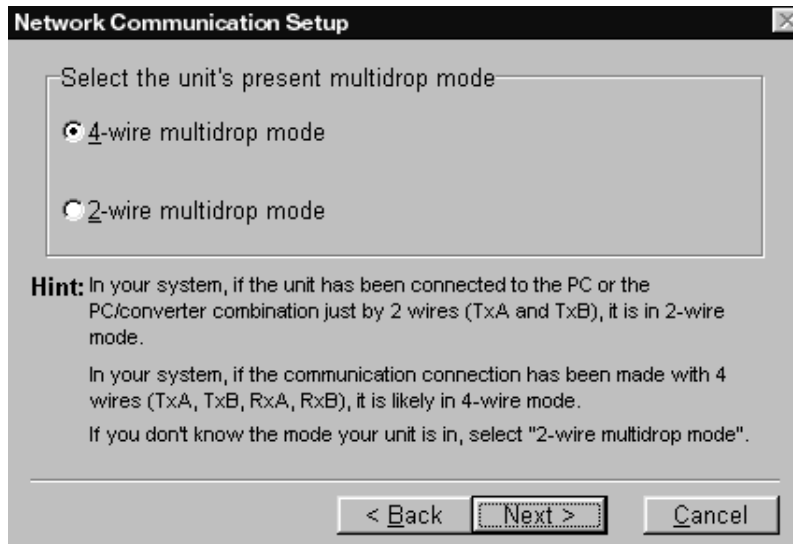 Network Communication Setup
Select the unit's present multidrop mode
4-wire multidrop mode
2-wire multidrop mode
Hint: In your system, if the unit has been connected to the PC or the
PC/converter combination just by 2 wires (TxA and TxB), it is in 2-wire
mode.
In your system, if the communication connection has been made with 4
wires (TxA, TxB, RxA, RxB), it is likely in 4-wire mode.
If you don't know the mode your unit is in, select "2-wire multidrop mode".
< Back Next > Cancel